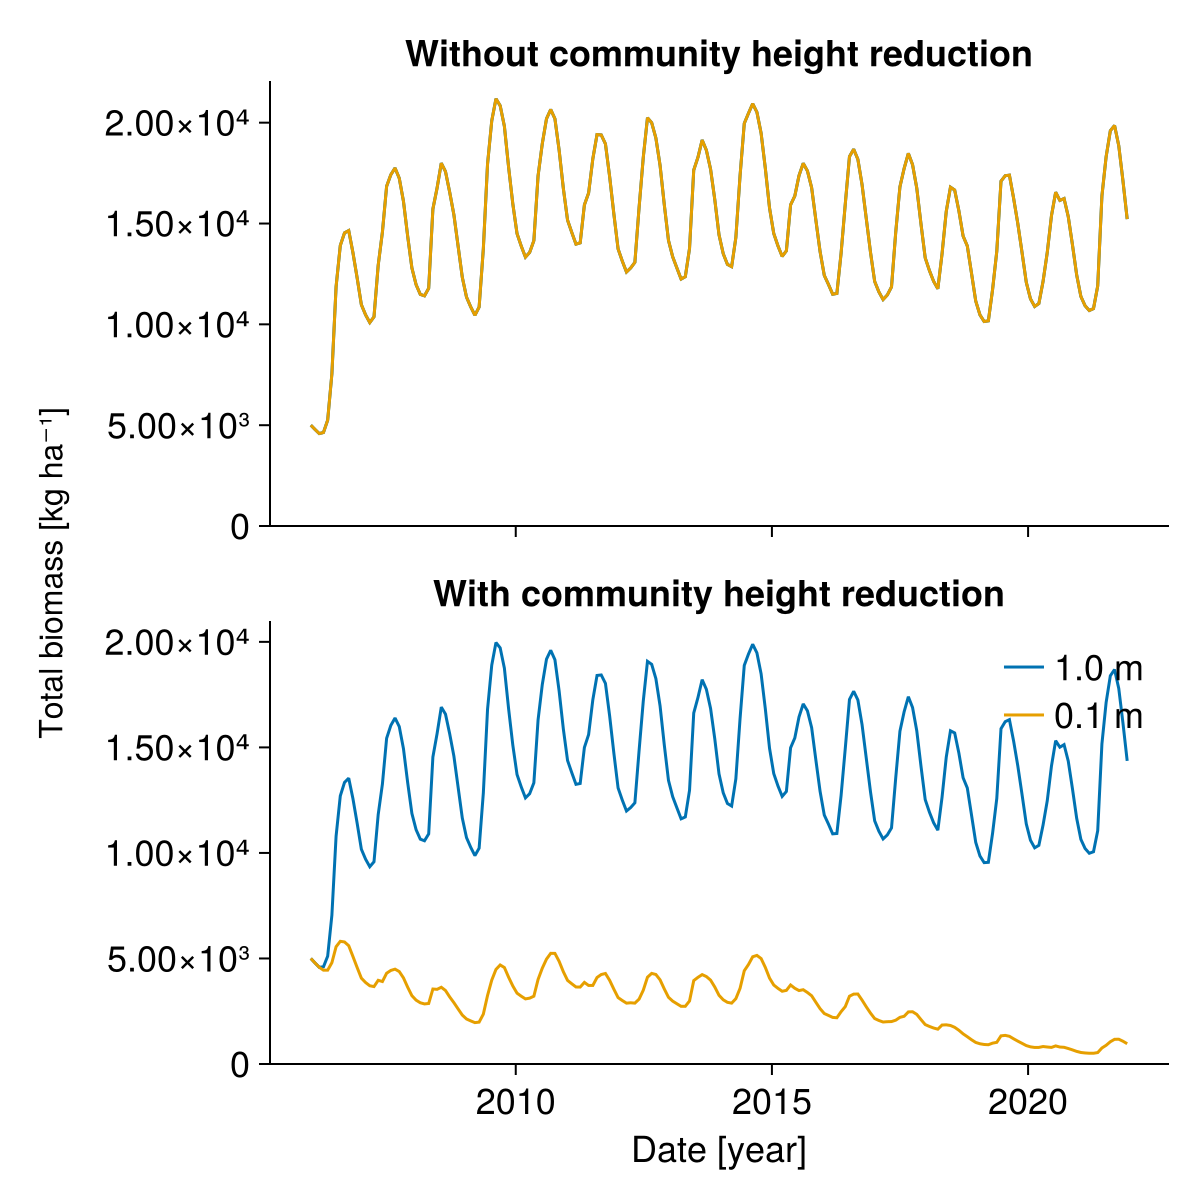 Without community height reduction
2.00×10⁴
1.50×10⁴
1.00×10⁴
5.00×10³
0
Total biomass [kg ha⁻¹]
With community height reduction
2.00×10⁴
1.50×10⁴
1.00×10⁴
5.00×10³
0
1.0 m
0.1 m
2010
2015
2020
Date [year]